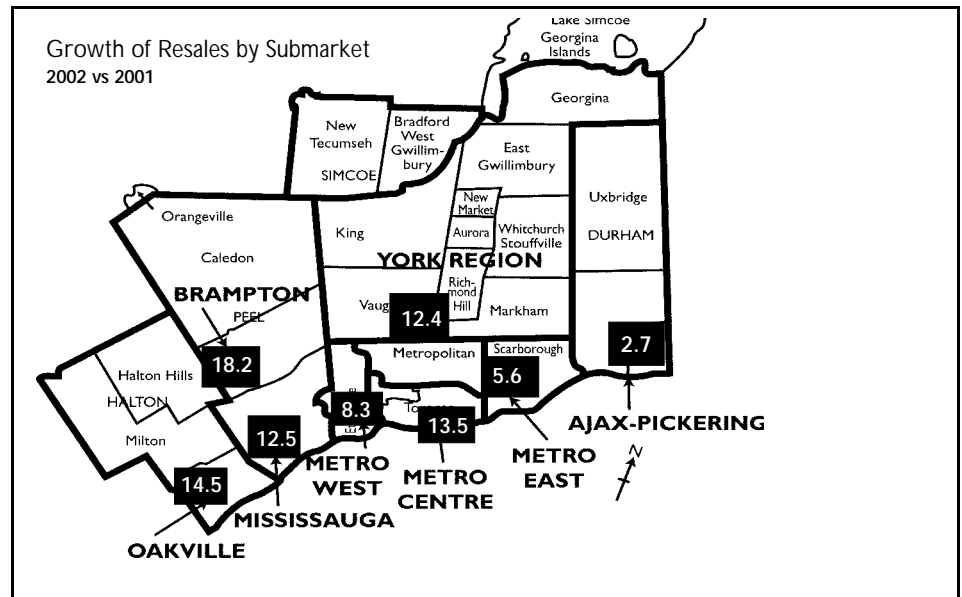 Growth of Resales by Submarket
2002 vs 2001
Lake Simcoe
Georgina
Islands
Georgina
New
Tecumseh
Bradford
West
Gwillim-
bury
SIMCOE
East
Gwillimbury
Uxbridge
DURHAM
New
Market
Aurora
Whitchurch
Stouffville
Orangeville
King
Caledon
YORK REGION
Rich-
mond
Hill
BRAMPTON
PEEL
Markham
12.4
Metropolitan
Scarborough
2.7
18.2
5.6
Halton Hills
HALTON
8.3
13.5
AJAX-PICKERING
12.5
Milton
METRO
WEST
METRO
CENTRE
METRO
EAST
N
14.5
MISSISSAUGA
OAKVILLE